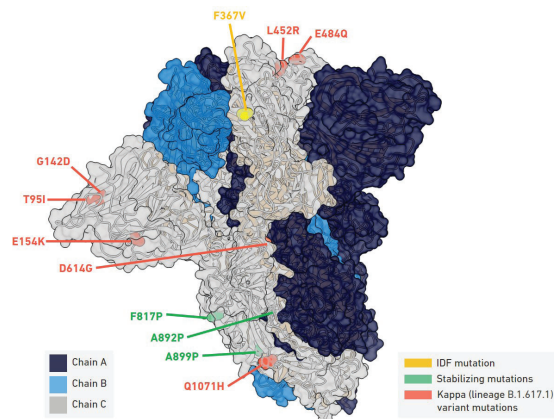 F367V
L452R
E484Q
G142D
T95I
E154K
D614G
F817P
A892P
A899P
Q1071H
Chain A
Chain B
Chain C
IDF mutation
Stabilizing mutations
Kappa (lineage B.1.617.1)
variant mutations